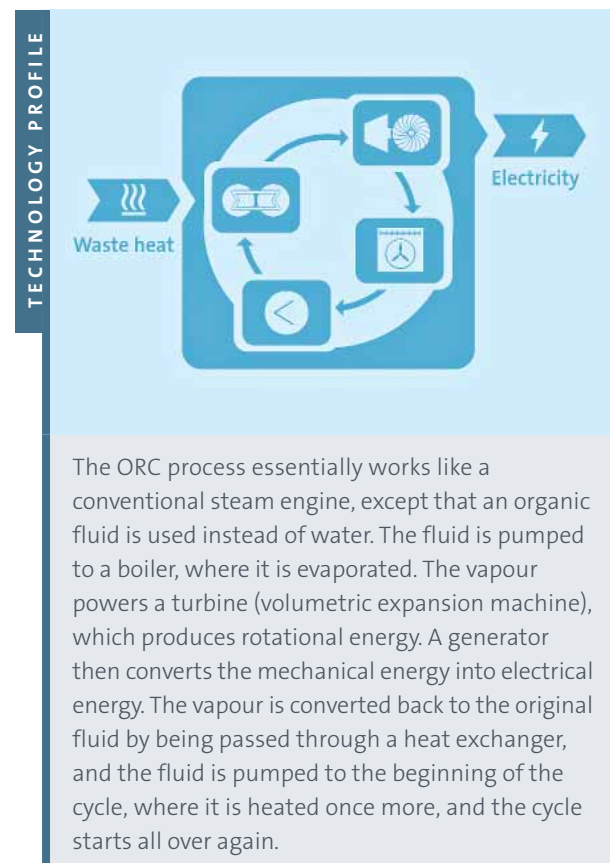 TECHNOLOGY PROFILE
Electricity
Waste heat
The ORC process essentially works like a
conventional steam engine, except that an organic
fluid is used instead of water. The fluid is pumped
to a boiler, where it is evaporated. The vapour
powers a turbine (volumetric expansion machine),
which produces rotational energy. A generator
then converts the mechanical energy into electrical
energy. The vapour is converted back to the original
fluid by being passed through a heat exchanger,
and the fluid is pumped to the beginning of the
cycle, where it is heated once more, and the cycle
starts all over again.